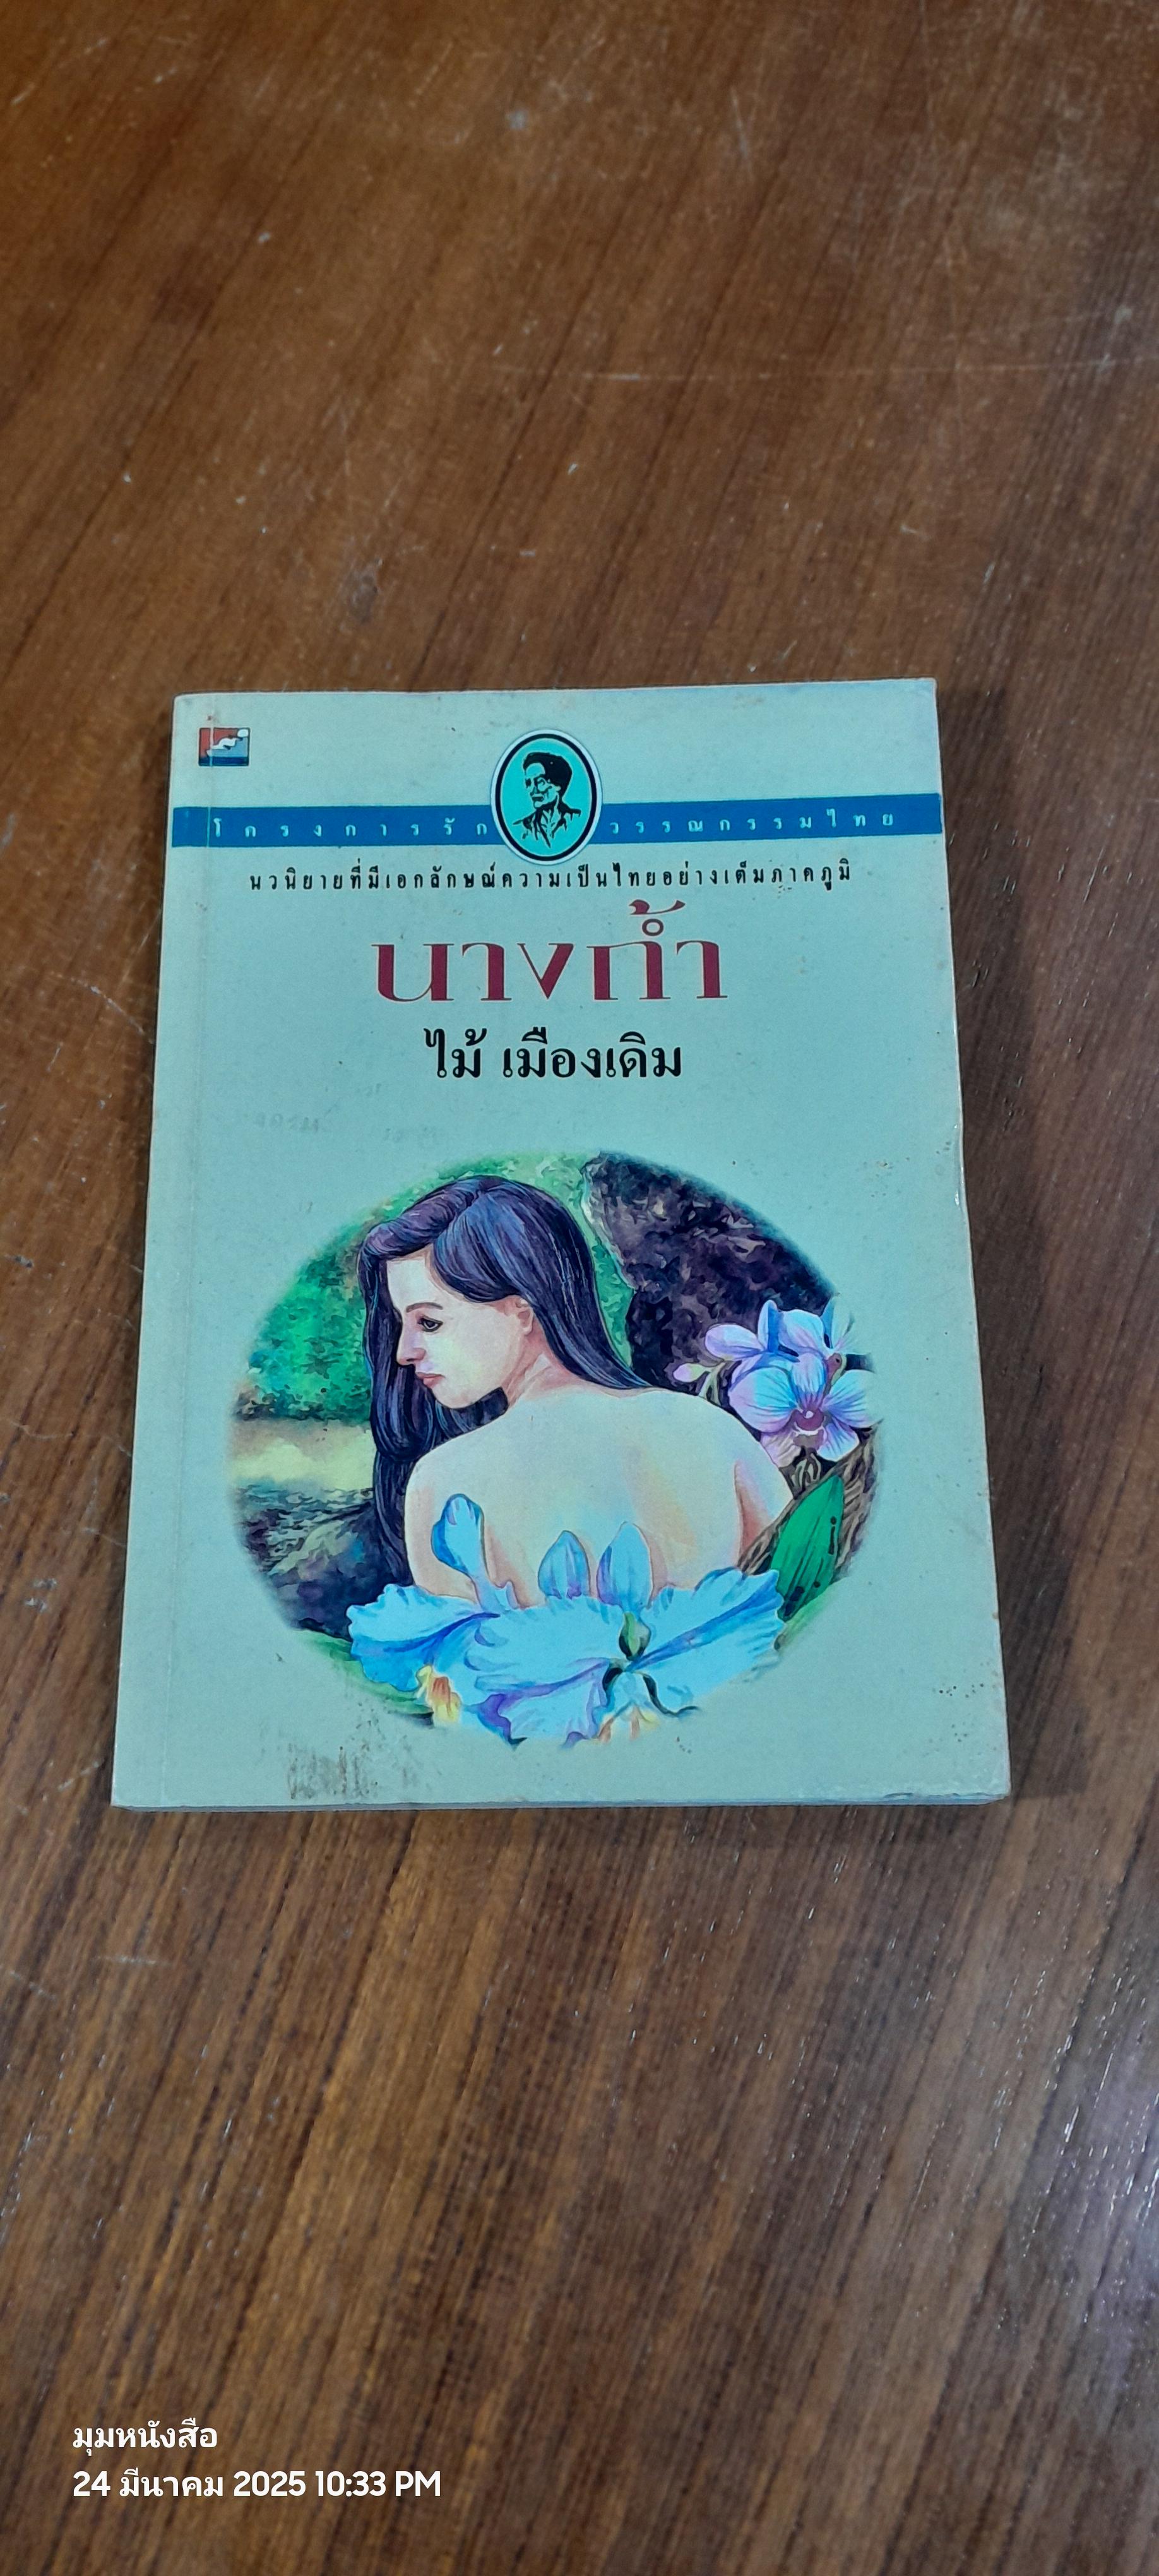 โครงการรักวรรณกรรมไทย
นวนิยายที่มีเอกลักษณ์ความเป็นไทยอย่างเต็มภาคภูมิ
นางถ้ำ
ไม้ เมืองเดิม
มุมหนังสือ
24 มีนาคม 2025 10:33 PM